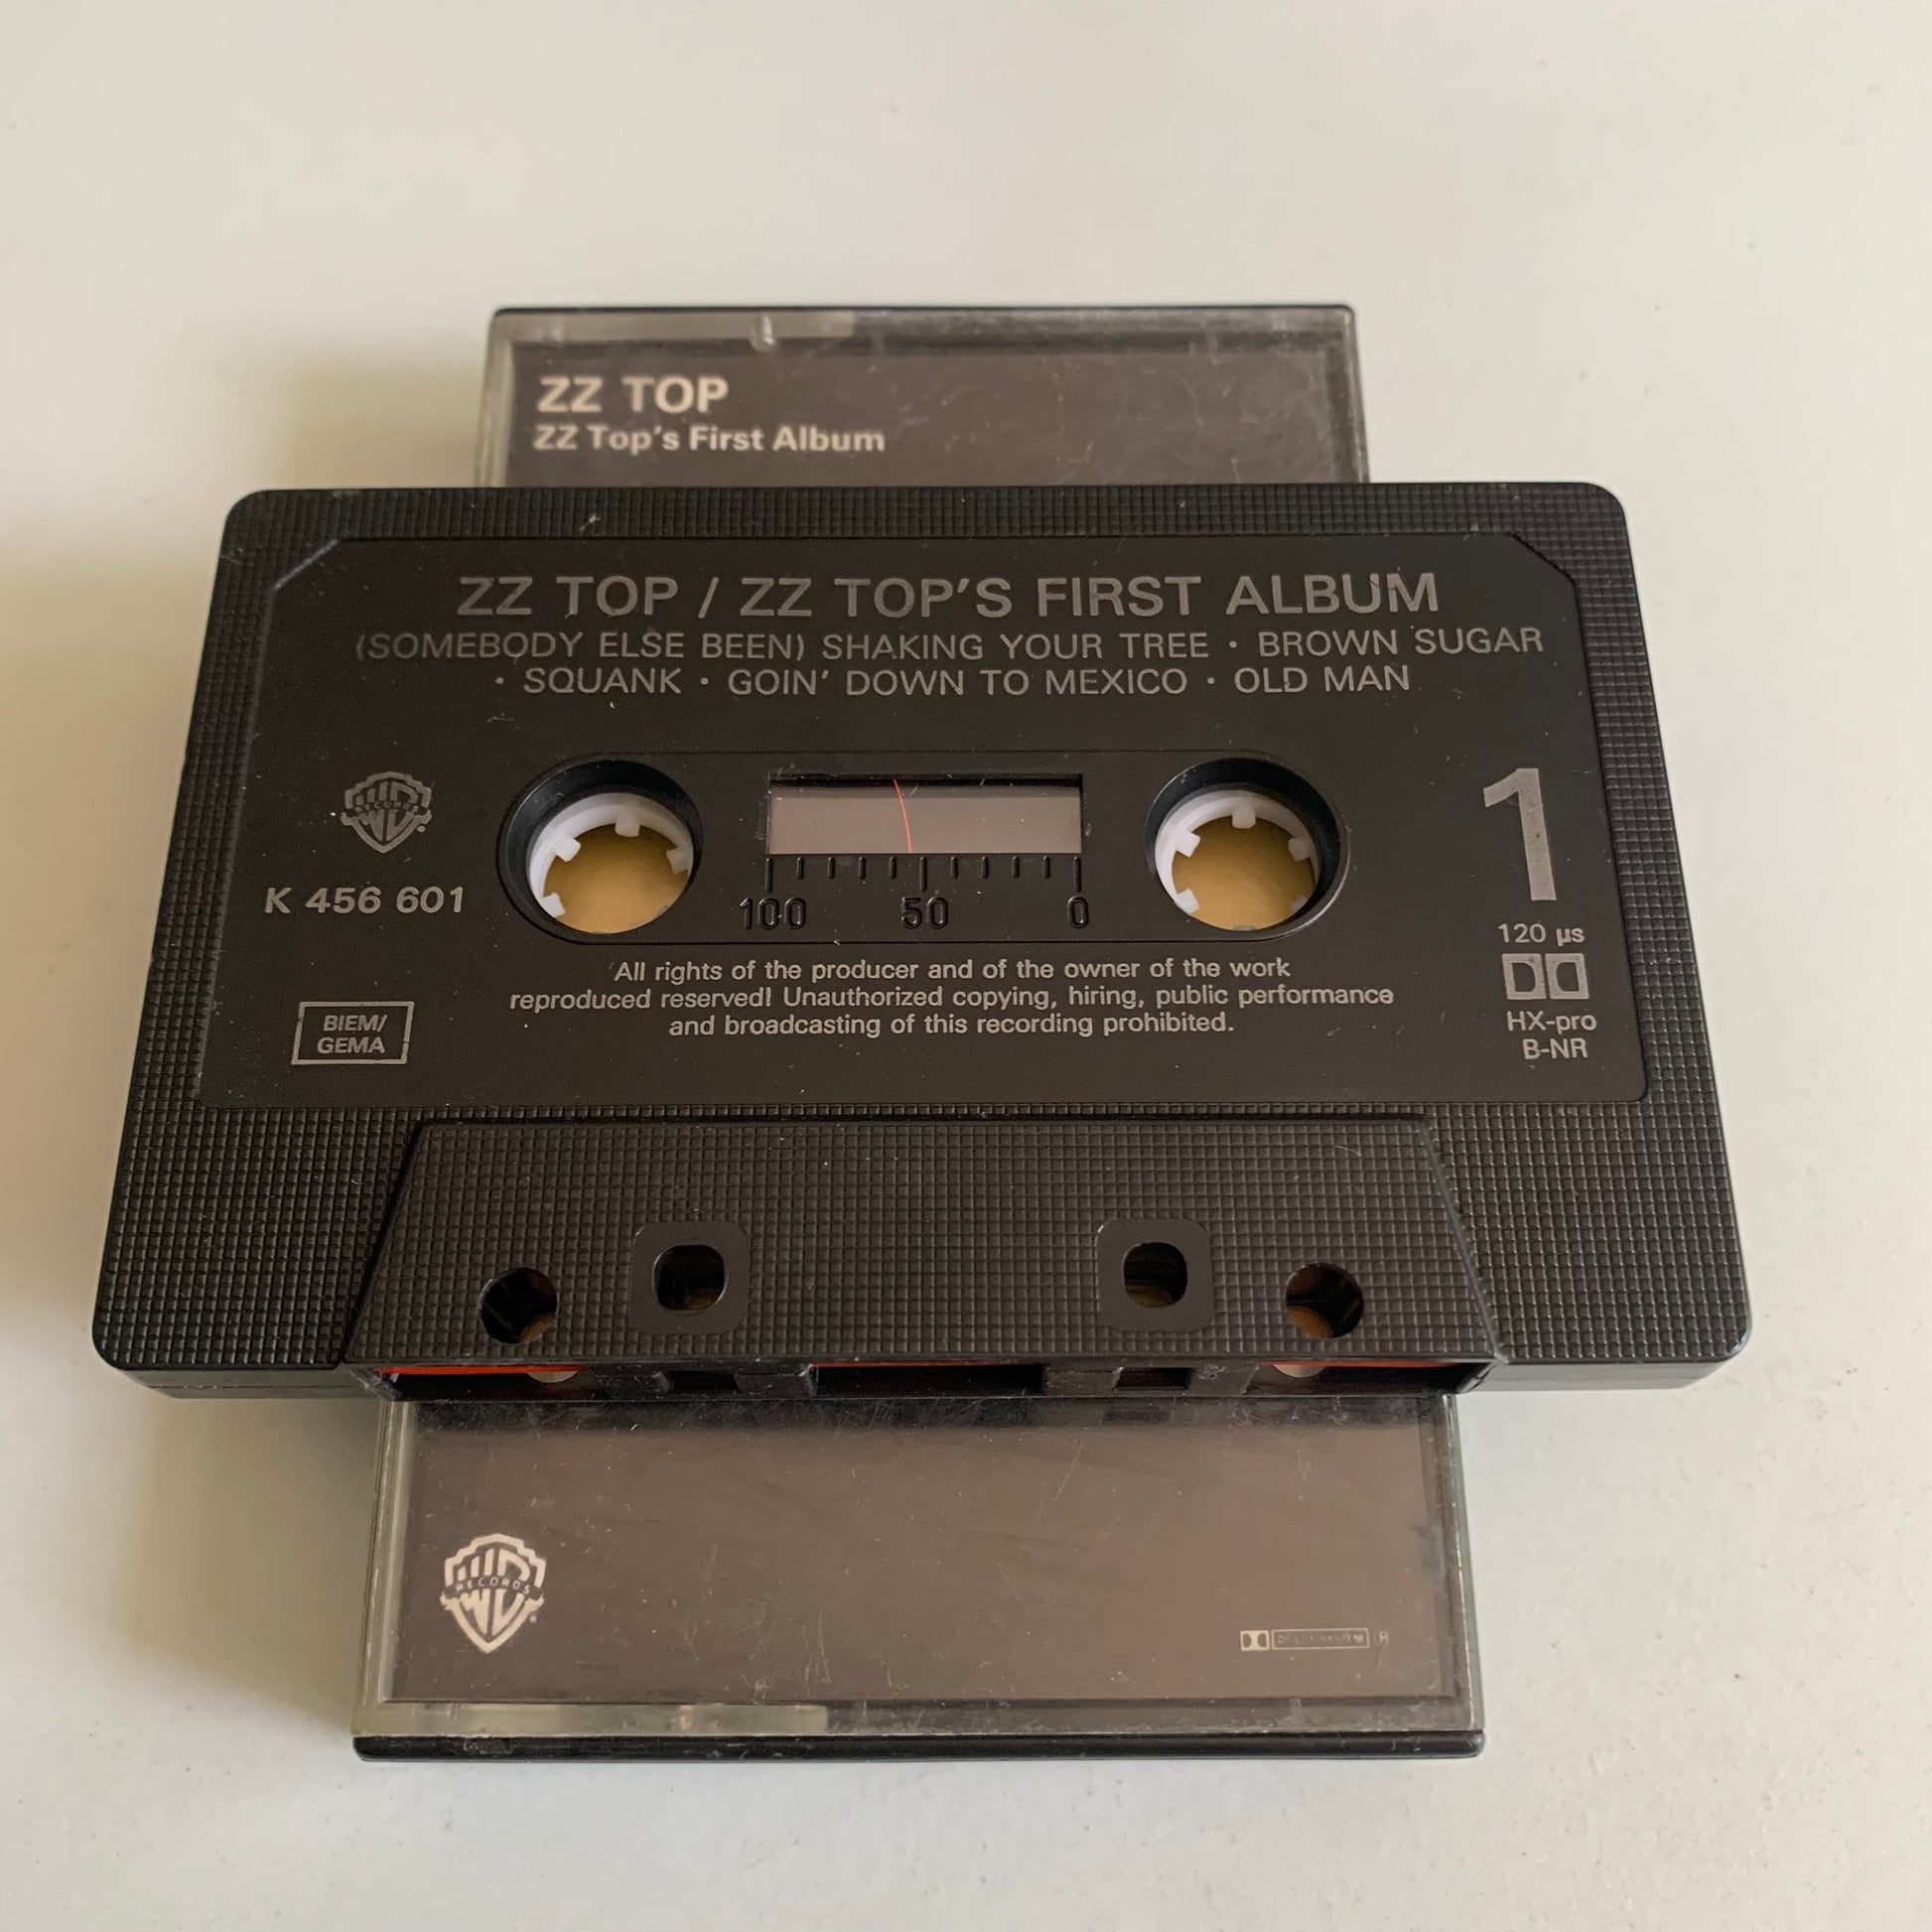 ZZ TOP
ZZ Top's First Album
ZZ TOP / ZZ TOP'S FIRST ALBUM
(SOMEBODY ELSE BEEN) SHAKING YOUR TREE · BROWN SUGAR
· SQUANK · GOIN' DOWN TO MEXICO · OLD MAN
RECORDS
K 456 601
100 50 0
1
120 µs
HX-pro
B-NR
BIEM/
GEMA
All rights of the producer and of the owner of the work
reproduced reserved! Unauthorized copying, hiring, public performance
and broadcasting of this recording prohibited.
RECORDS